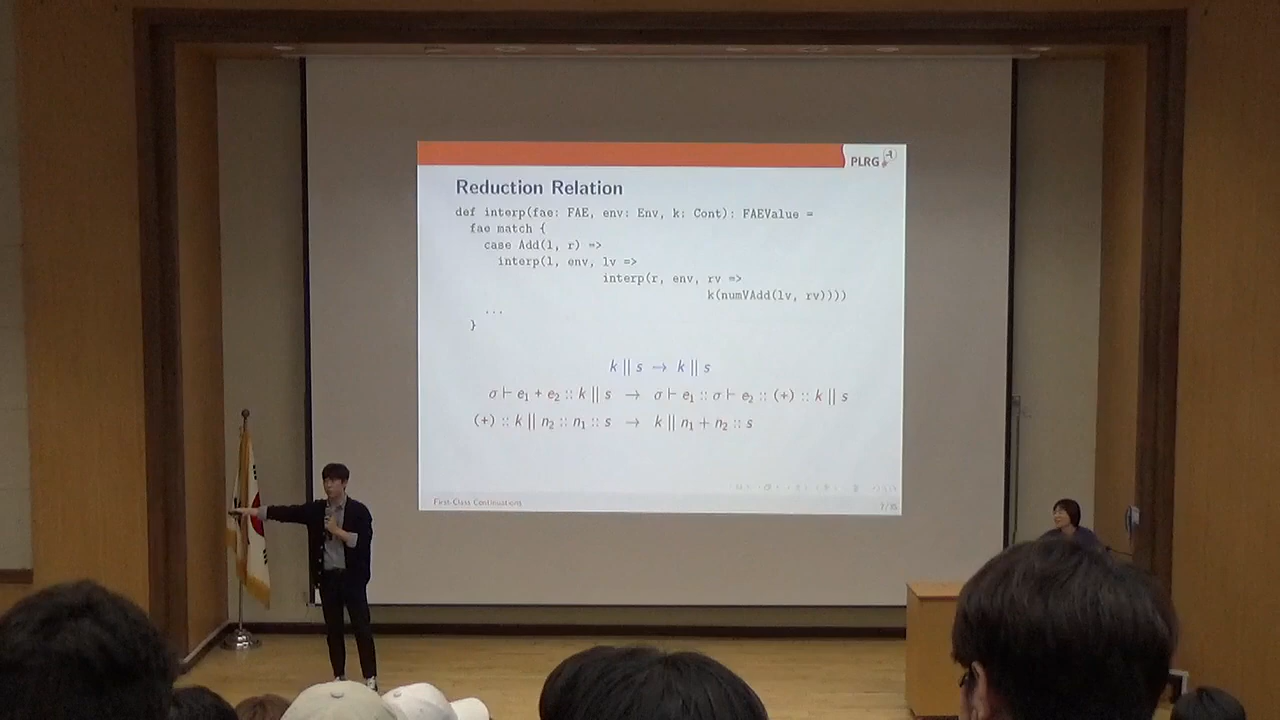 PLRG
Reduction Relation
def interp(fae: FAE, env: Env, k: Cont): FAEValue =
fae match {
case Add(l, r) =>
interp(l, env, lv =>
interp(r, env, rv =>
k(numVAdd(lv, rv))))
...
}
k || s → k || s
σ ⊢ e₁ + e₂ :: k || s → σ ⊢ e₁ :: σ ⊢ e₂ :: (+) :: k || s
(+) :: k || n₂ :: n₁ :: s → k || n₁ + n₂ :: s
First-Class Continuations